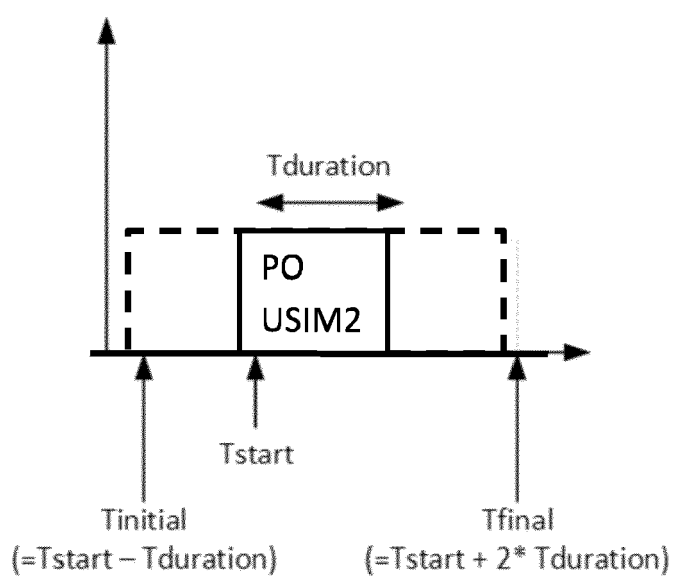 Tduration
PO
USIM2
Tstart
Tinitial
(=Tstart – Tduration)
Tfinal
(=Tstart + 2* Tduration)